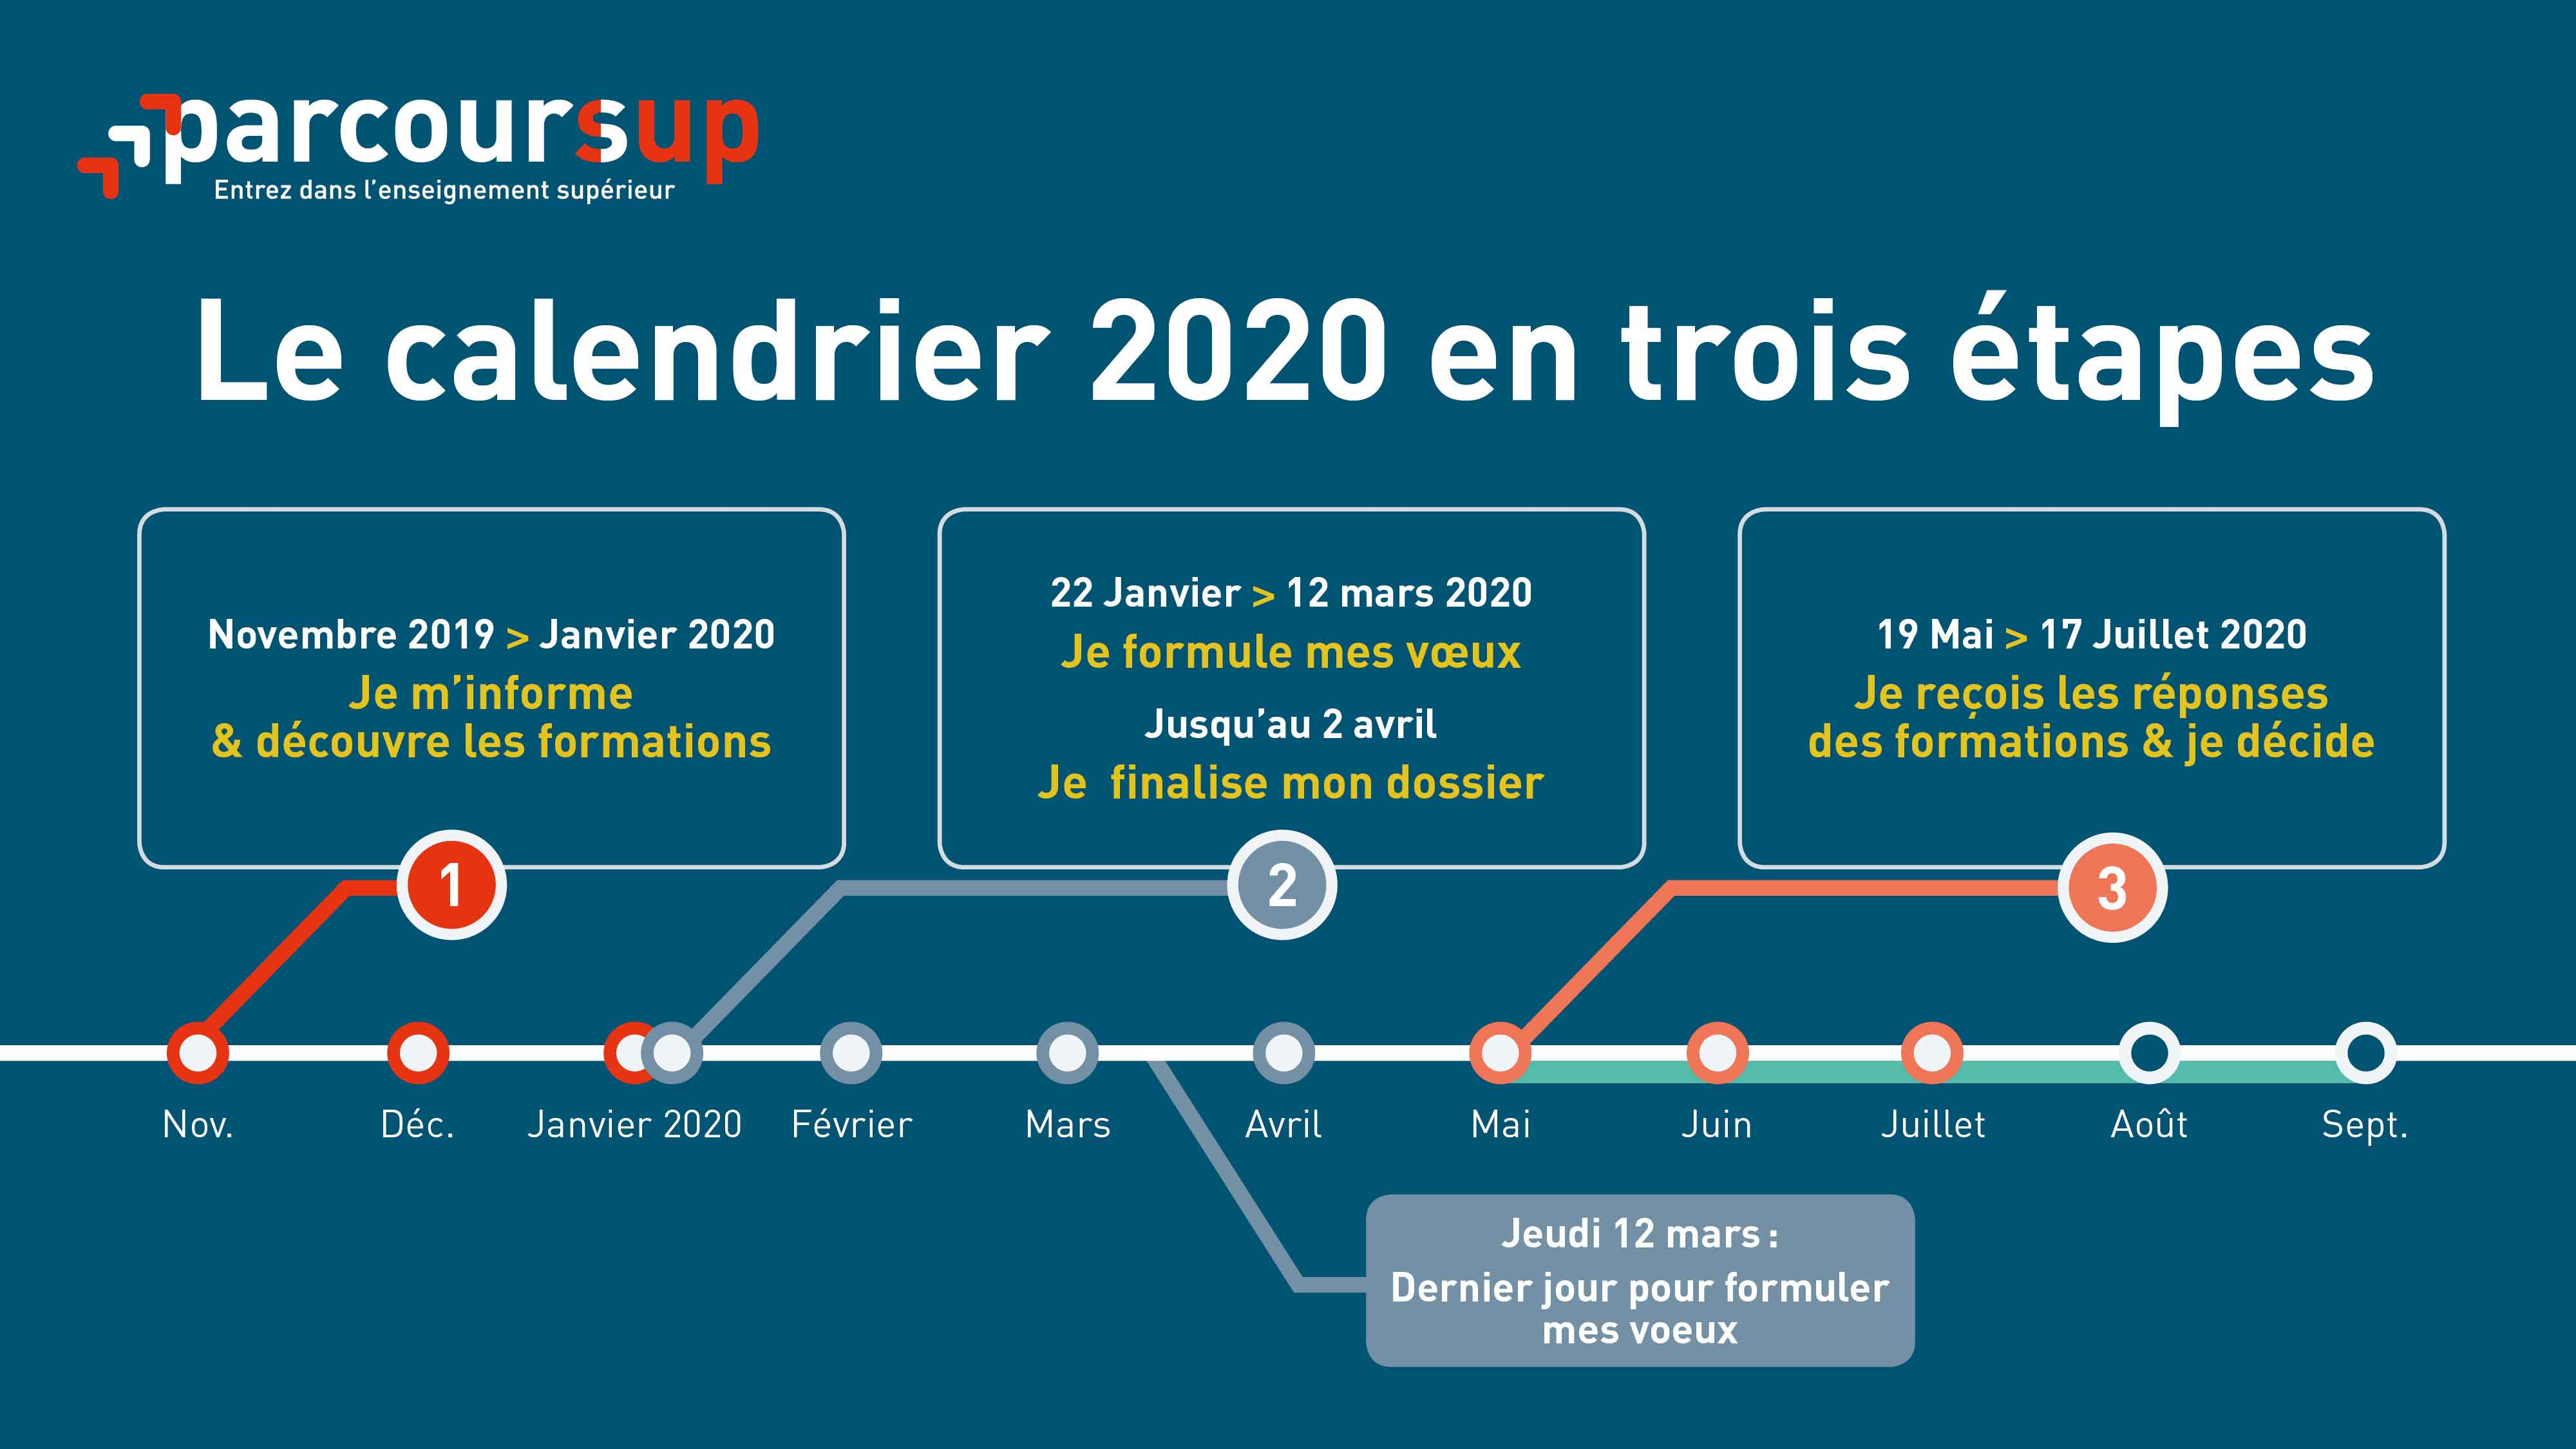 parcoursup
Entrez dans l'enseignement supérieur
Le calendrier 2020 en trois étapes
Novembre 2019 > Janvier 2020
Je m'informe
& découvre les formations
1
22 Janvier > 12 mars 2020
Je formule mes vœux
Jusqu'au 2 avril
Je  finalise mon dossier
2
19 Mai > 17 Juillet 2020
Je reçois les réponses
des formations & je décide
3
Nov.
Déc.
Janvier 2020
Février
Mars
Avril
Mai
Juin
Juillet
Août
Sept.
Jeudi 12 mars :
Dernier jour pour formuler
mes voeux